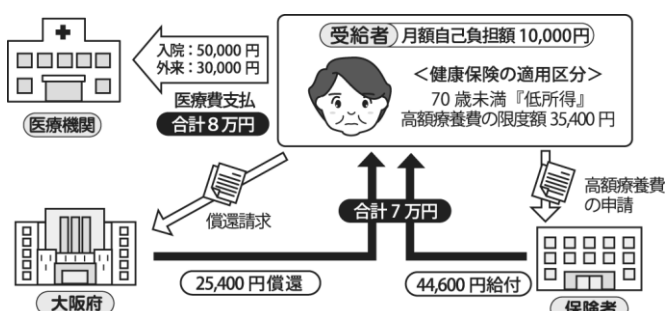 受給者 月額自己負担額 10,000円
入院：50,000 円
外来：30,000 円
医療費支払
合計8万円
医療機関
＜健康保険の適用区分＞
70 歳未満『低所得』
高額療養費の限度額 35,400 円
償還請求
合計 7 万円
高額療養費
の申請
25,400 円償還
44,600 円給付
大阪府
保険者